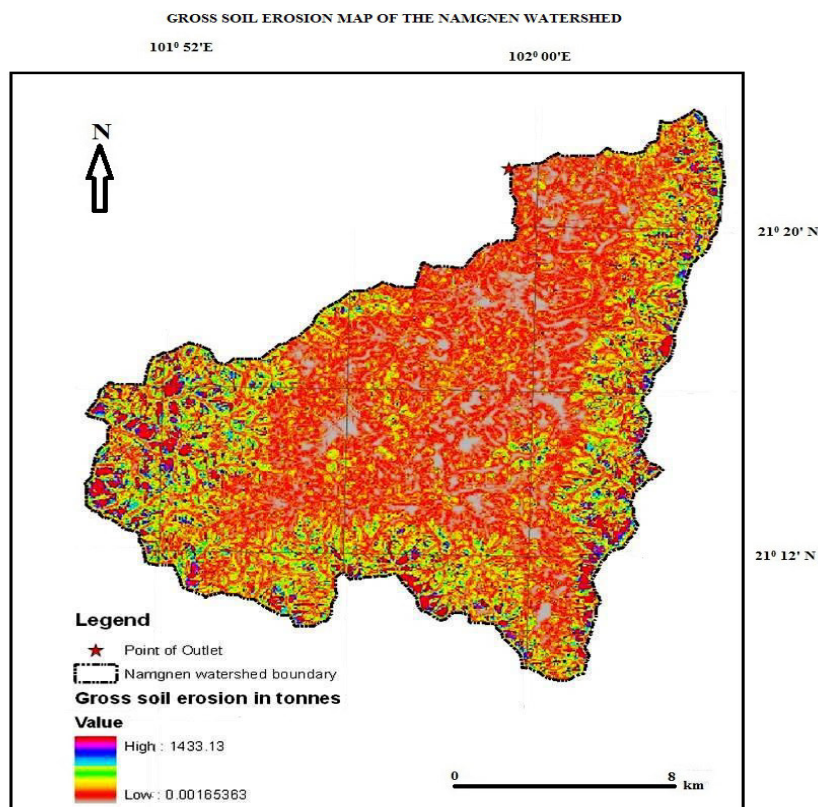 GROSS SOIL EROSION MAP OF THE NAMGNEN WATERSHED
101⁰ 52'E
102⁰ 00'E
N
21⁰ 20' N
21⁰ 12' N
Legend
Point of Outlet
Namgnen watershed boundary
Gross soil erosion in tonnes
Value
High : 1433.13
Low : 0.00165363
0 8
km